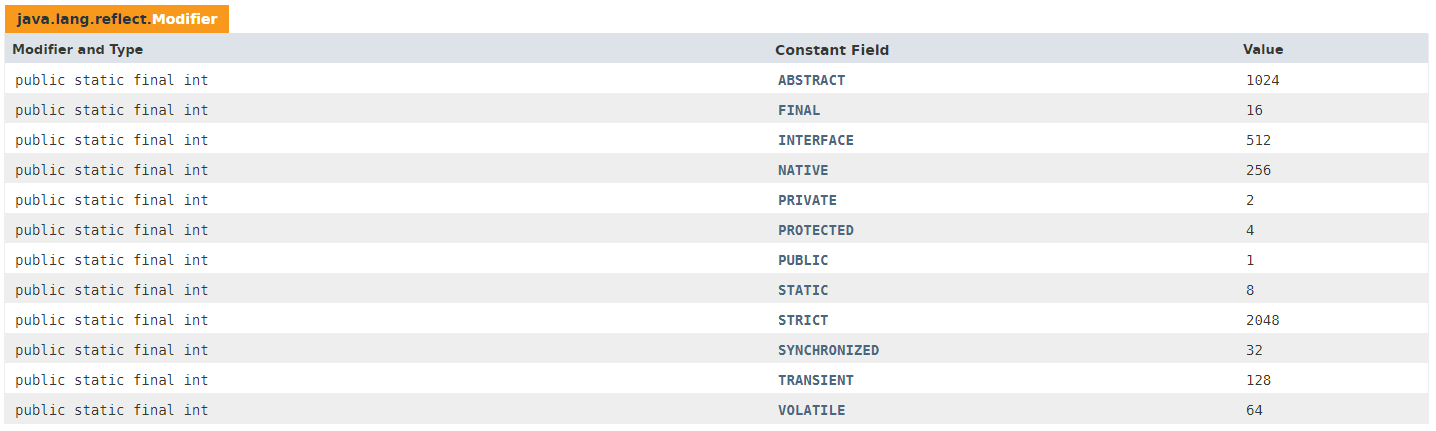 java.lang.reflect.Modifier
Modifier and Type Constant Field Value
public static final int ABSTRACT 1024
public static final int FINAL 16
public static final int INTERFACE 512
public static final int NATIVE 256
public static final int PRIVATE 2
public static final int PROTECTED 4
public static final int PUBLIC 1
public static final int STATIC 8
public static final int STRICT 2048
public static final int SYNCHRONIZED 32
public static final int TRANSIENT 128
public static final int VOLATILE 64